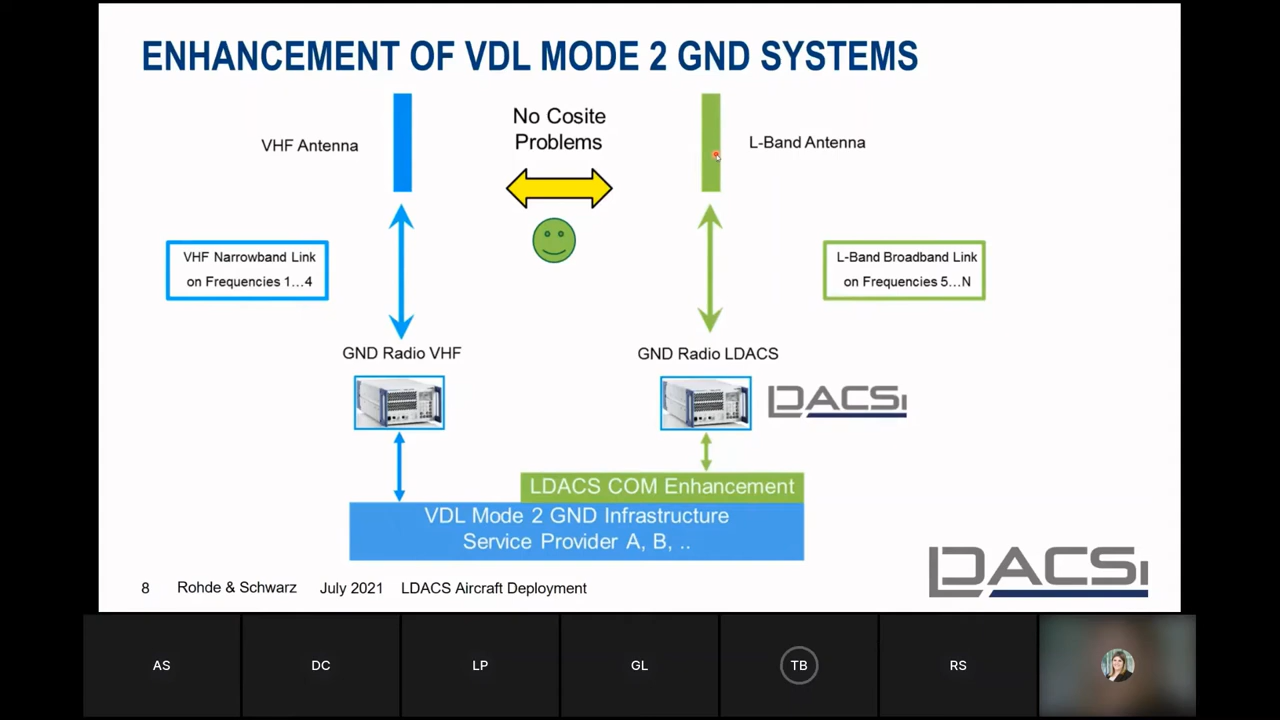 ENHANCEMENT OF VDL MODE 2 GND SYSTEMS
VHF Antenna
No Cosite
Problems
L-Band Antenna
VHF Narrowband Link
on Frequencies 1…4
L-Band Broadband Link
on Frequencies 5…N
GND Radio VHF
GND Radio LDACS
LDACSI
LDACS COM Enhancement
VDL Mode 2 GND Infrastructure
Service Provider A, B, ..
8 Rohde & Schwarz July 2021 LDACS Aircraft Deployment
LDACSI
AS DC LP GL TB RS